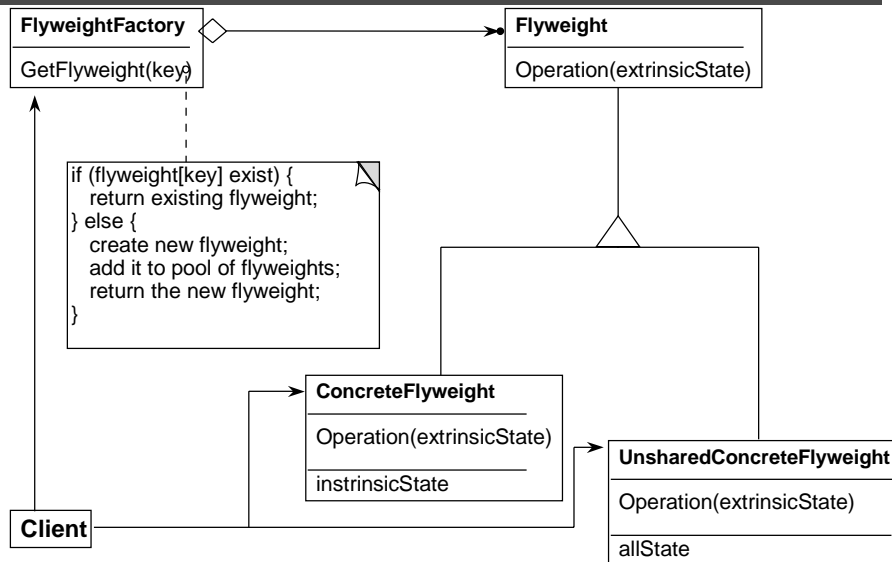 FlyweightFactory
GetFlyweight(key)
Flyweight
Operation(extrinsicState)
if (flyweight[key] exist) {
return existing flyweight;
} else {
create new flyweight;
add it to pool of flyweights;
return the new flyweight;
}
ConcreteFlyweight
Operation(extrinsicState)
instrinsicState
UnsharedConcreteFlyweight
Operation(extrinsicState)
allState
Client